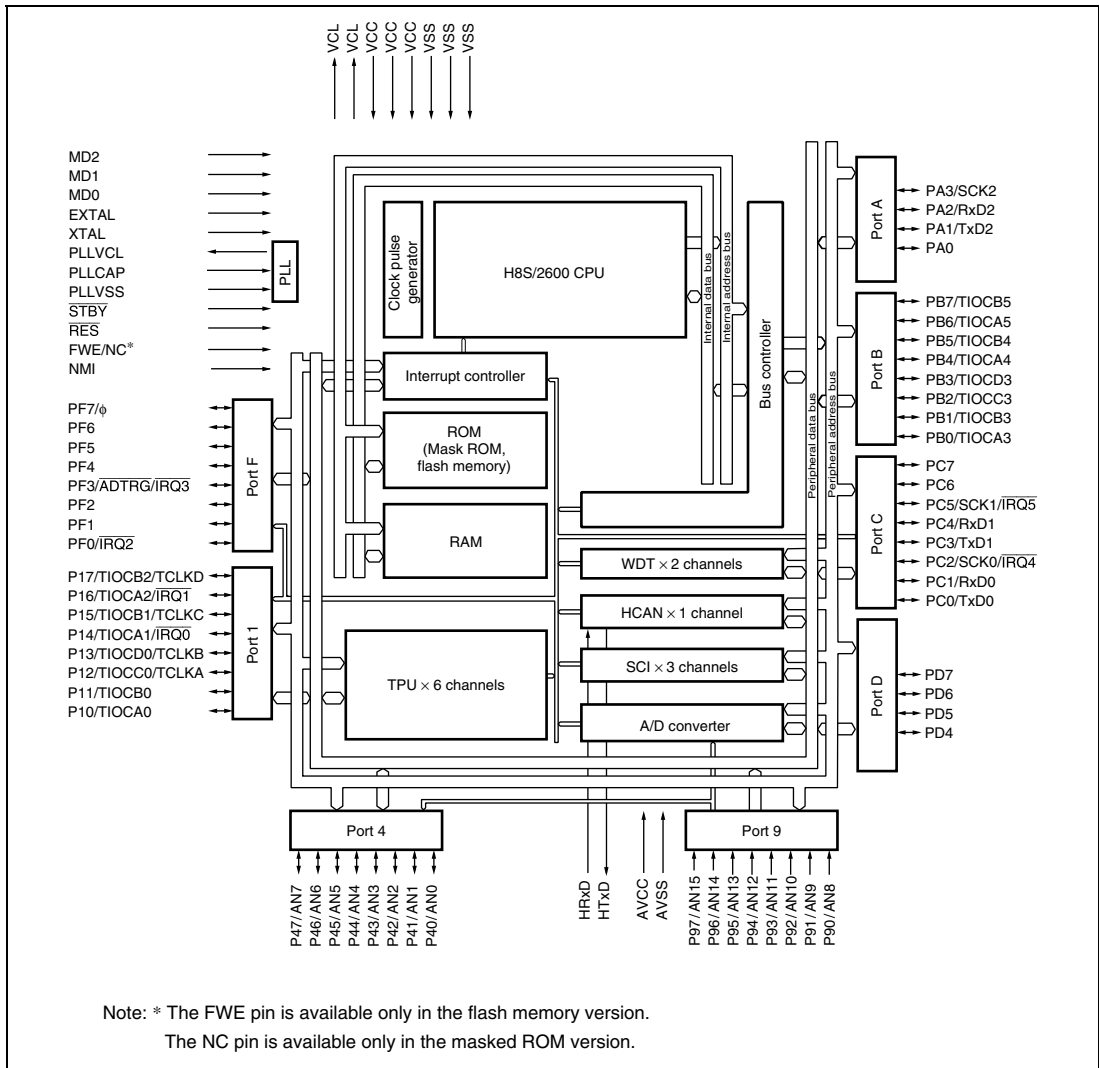 VCL
VCL
VCC
VCC
VCC
VSS
VSS
VSS
MD2
MD1
MD0
EXTAL
XTAL
PLLVCL
PLLCAP
PLLVSS
STBY
RES
FWE/NC*
NMI
PLL
Clock pulse
generator
H8S/2600 CPU
Internal data bus
Internal address bus
Bus controller
Peripheral data bus
Peripheral address bus
Interrupt controller
ROM
(Mask ROM,
flash memory)
RAM
WDT × 2 channels
HCAN × 1 channel
SCI × 3 channels
A/D converter
TPU × 6 channels
Port A
PA3/SCK2
PA2/RxD2
PA1/TxD2
PA0
Port B
PB7/TIOCB5
PB6/TIOCA5
PB5/TIOCB4
PB4/TIOCA4
PB3/TIOCD3
PB2/TIOCC3
PB1/TIOCB3
PB0/TIOCA3
Port C
PC7
PC6
PC5/SCK1/IRQ5
PC4/RxD1
PC3/TxD1
PC2/SCK0/IRQ4
PC1/RxD0
PC0/TxD0
Port D
PD7
PD6
PD5
PD4
PF7/ϕ
PF6
PF5
PF4
PF3/ADTRG/IRQ3
PF2
PF1
PF0/IRQ2
Port F
P17/TIOCB2/TCLKD
P16/TIOCA2/IRQ1
P15/TIOCB1/TCLKC
P14/TIOCA1/IRQ0
P13/TIOCD0/TCLKB
P12/TIOCC0/TCLKA
P11/TIOCB0
P10/TIOCA0
Port 1
Port 4
P47/AN7
P46/AN6
P45/AN5
P44/AN4
P43/AN3
P42/AN2
P41/AN1
P40/AN0
HRxD
HTxD
AVCC
AVSS
Port 9
P97/AN15
P96/AN14
P95/AN13
P94/AN12
P93/AN11
P92/AN10
P91/AN9
P90/AN8
Note: * The FWE pin is available only in the flash memory version.
The NC pin is available only in the masked ROM version.